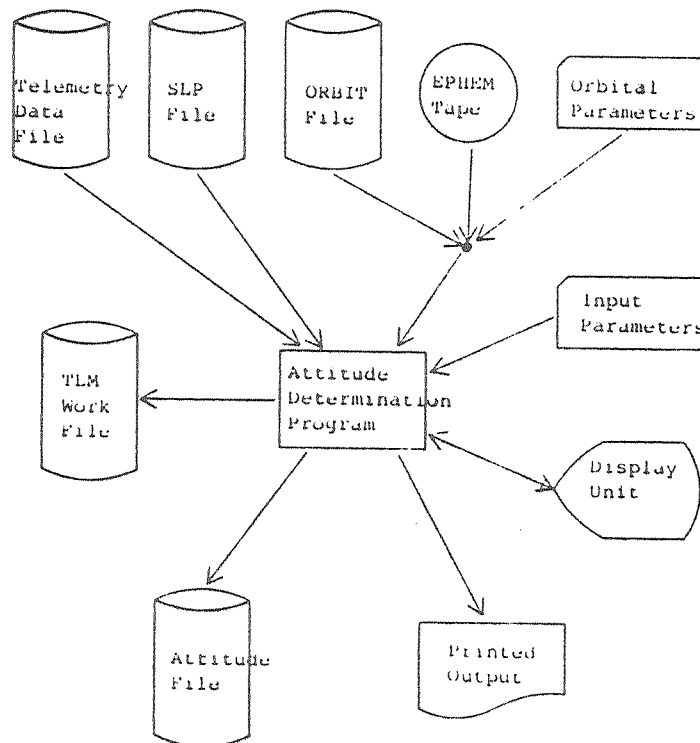 Telemetry
Data
File
SLP
File
ORBIT
File
EPHEM
Tape
Orbital
Parameters
Input
Parameters
TLM
Work
File
Attitude
Determination
Program
Display
Unit
Attitude
File
Printed
Output